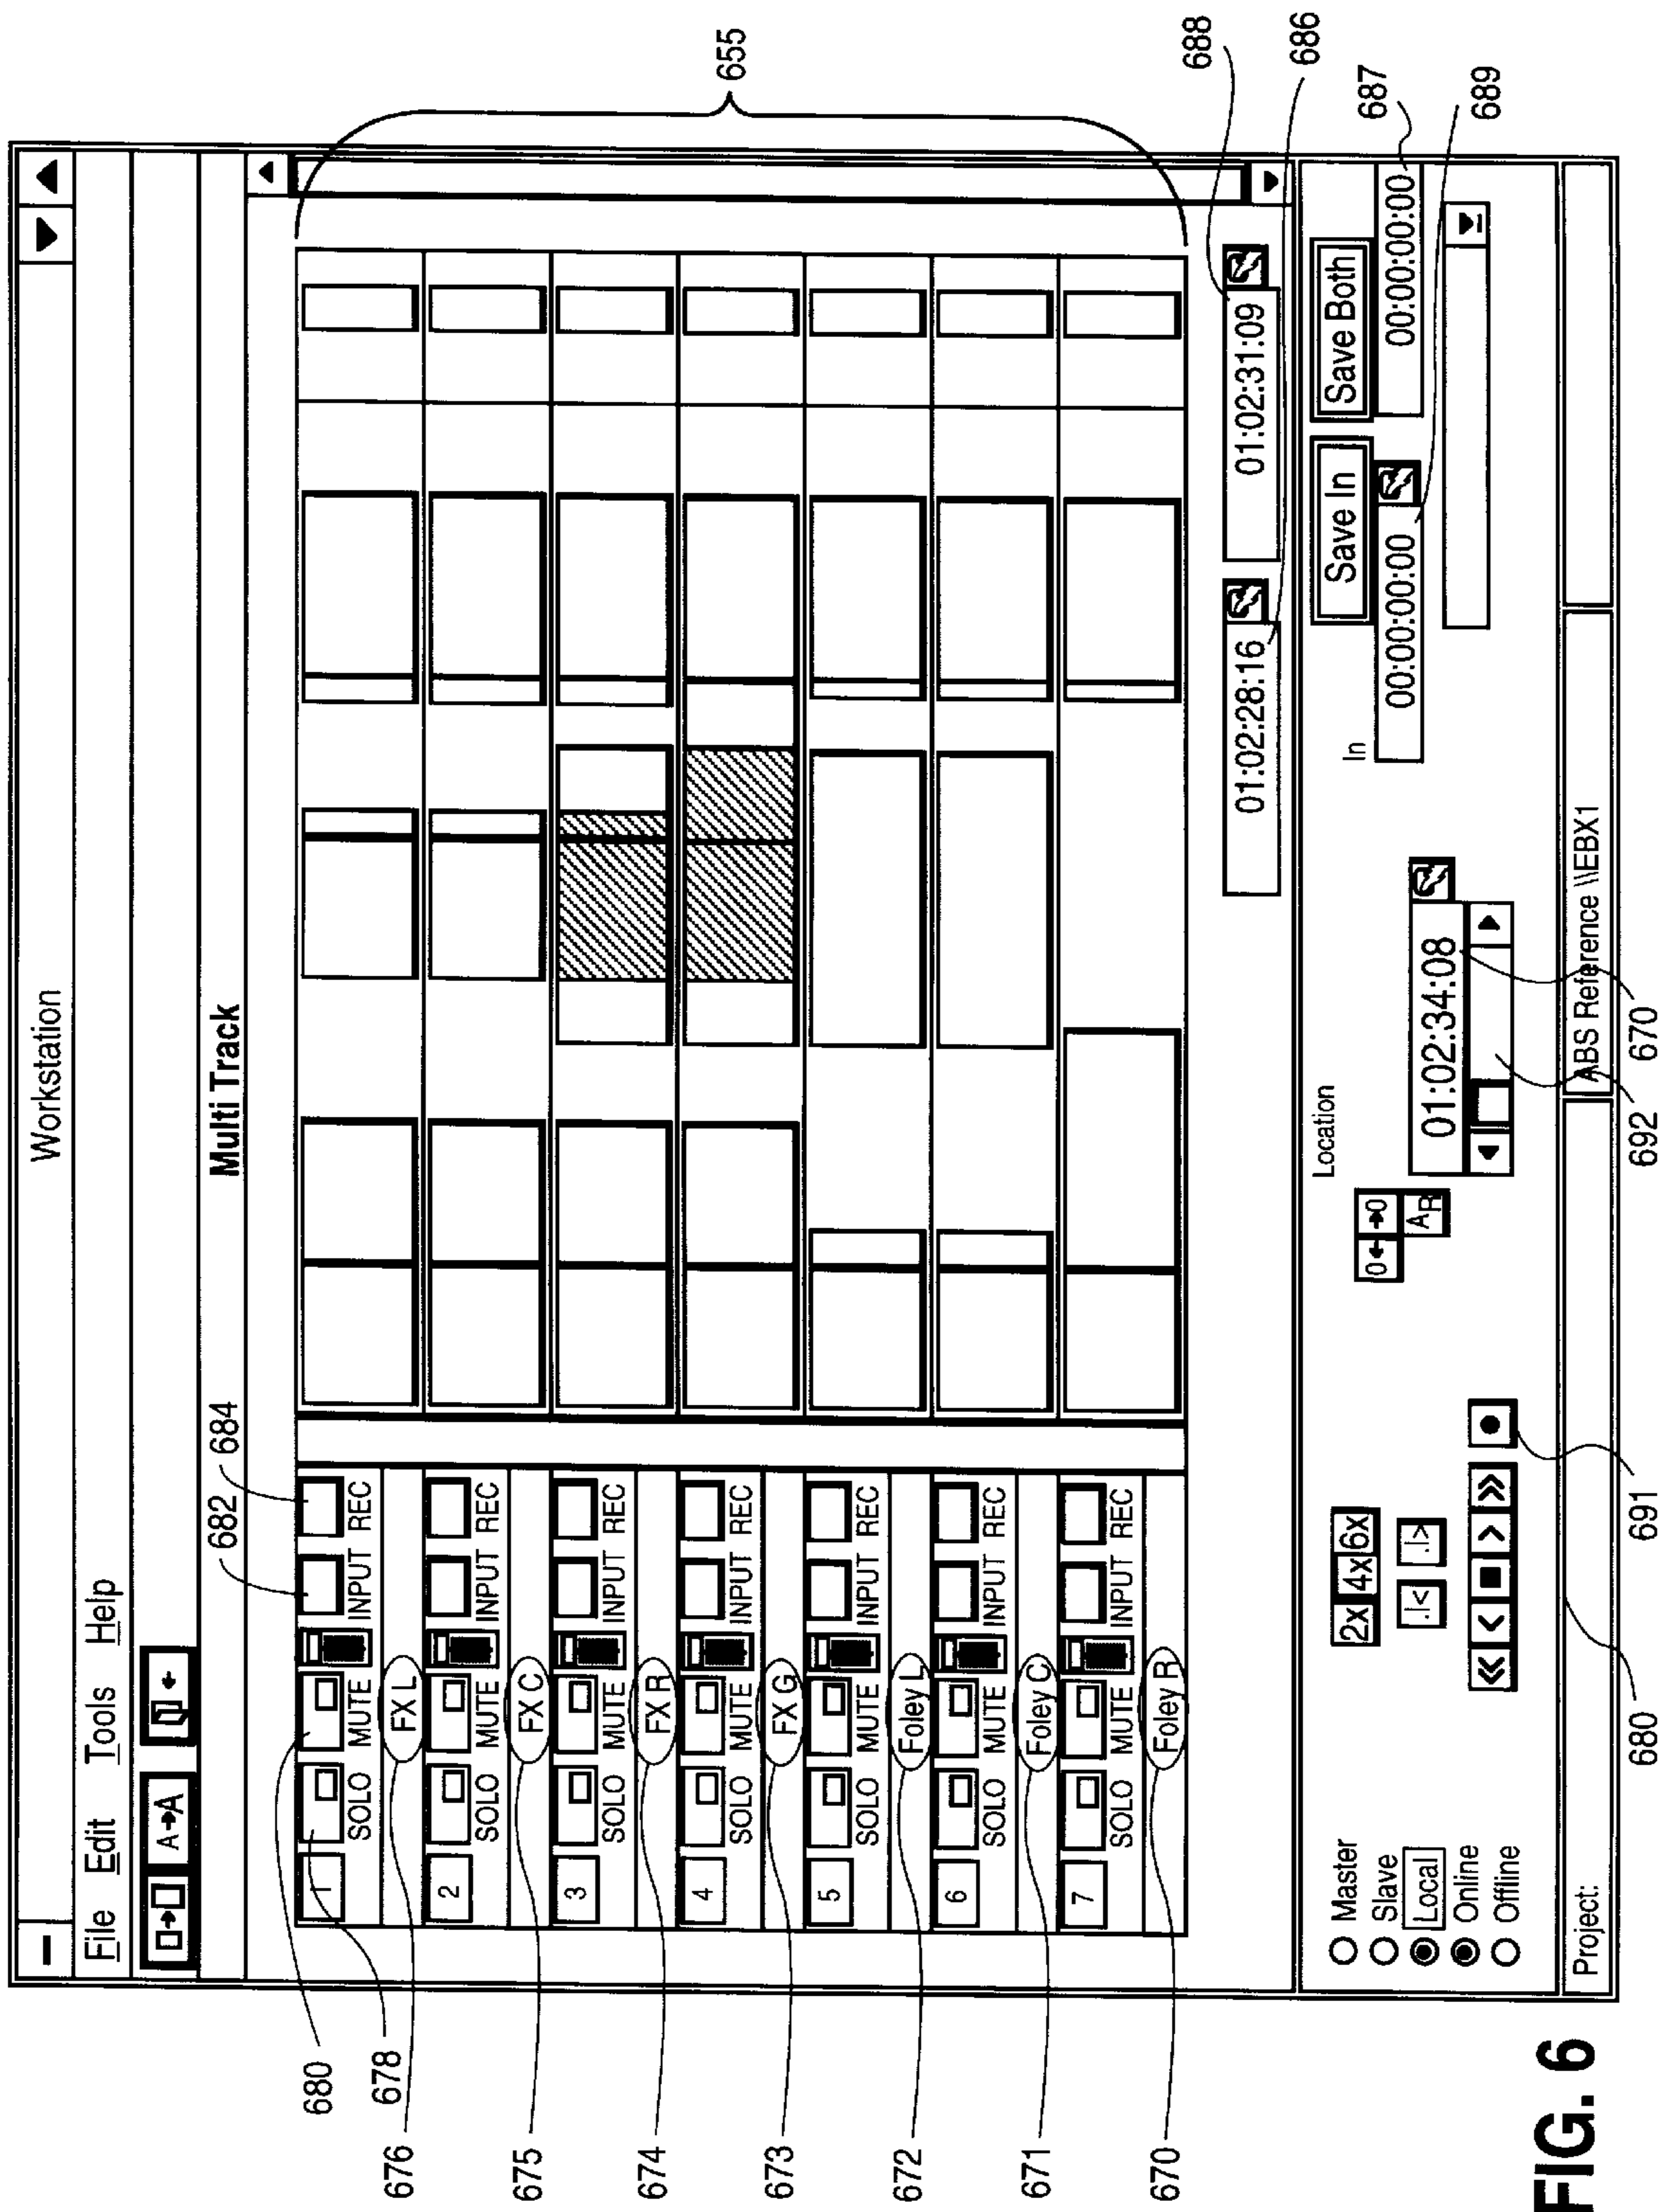 Workstation
File Edit Tools Help
A
A
Multi Track
682
684
655
1 SOLO MUTE INPUT REC
FX L
2 SOLO MUTE INPUT REC
FX C
3 SOLO MUTE INPUT REC
FX R
4 SOLO MUTE INPUT REC
FX G
5 SOLO MUTE INPUT REC
Foley L
6 SOLO MUTE INPUT REC
Foley C
7 SOLO MUTE INPUT REC
Foley R
680
678
676
675
674
673
672
671
670
01:02:28:16
01:02:31:09
688
686
687
689
Master
Slave
Local
Online
Offline
2x 4x 6x
.|< .|>
<< < > >>
0 0
AR
Location
01:02:34:08
Save In
Save Both
In
00:00:00:00
00:00:00:00
Project:
ABS Reference \\EBX1
680
691
692
670
FIG. 6